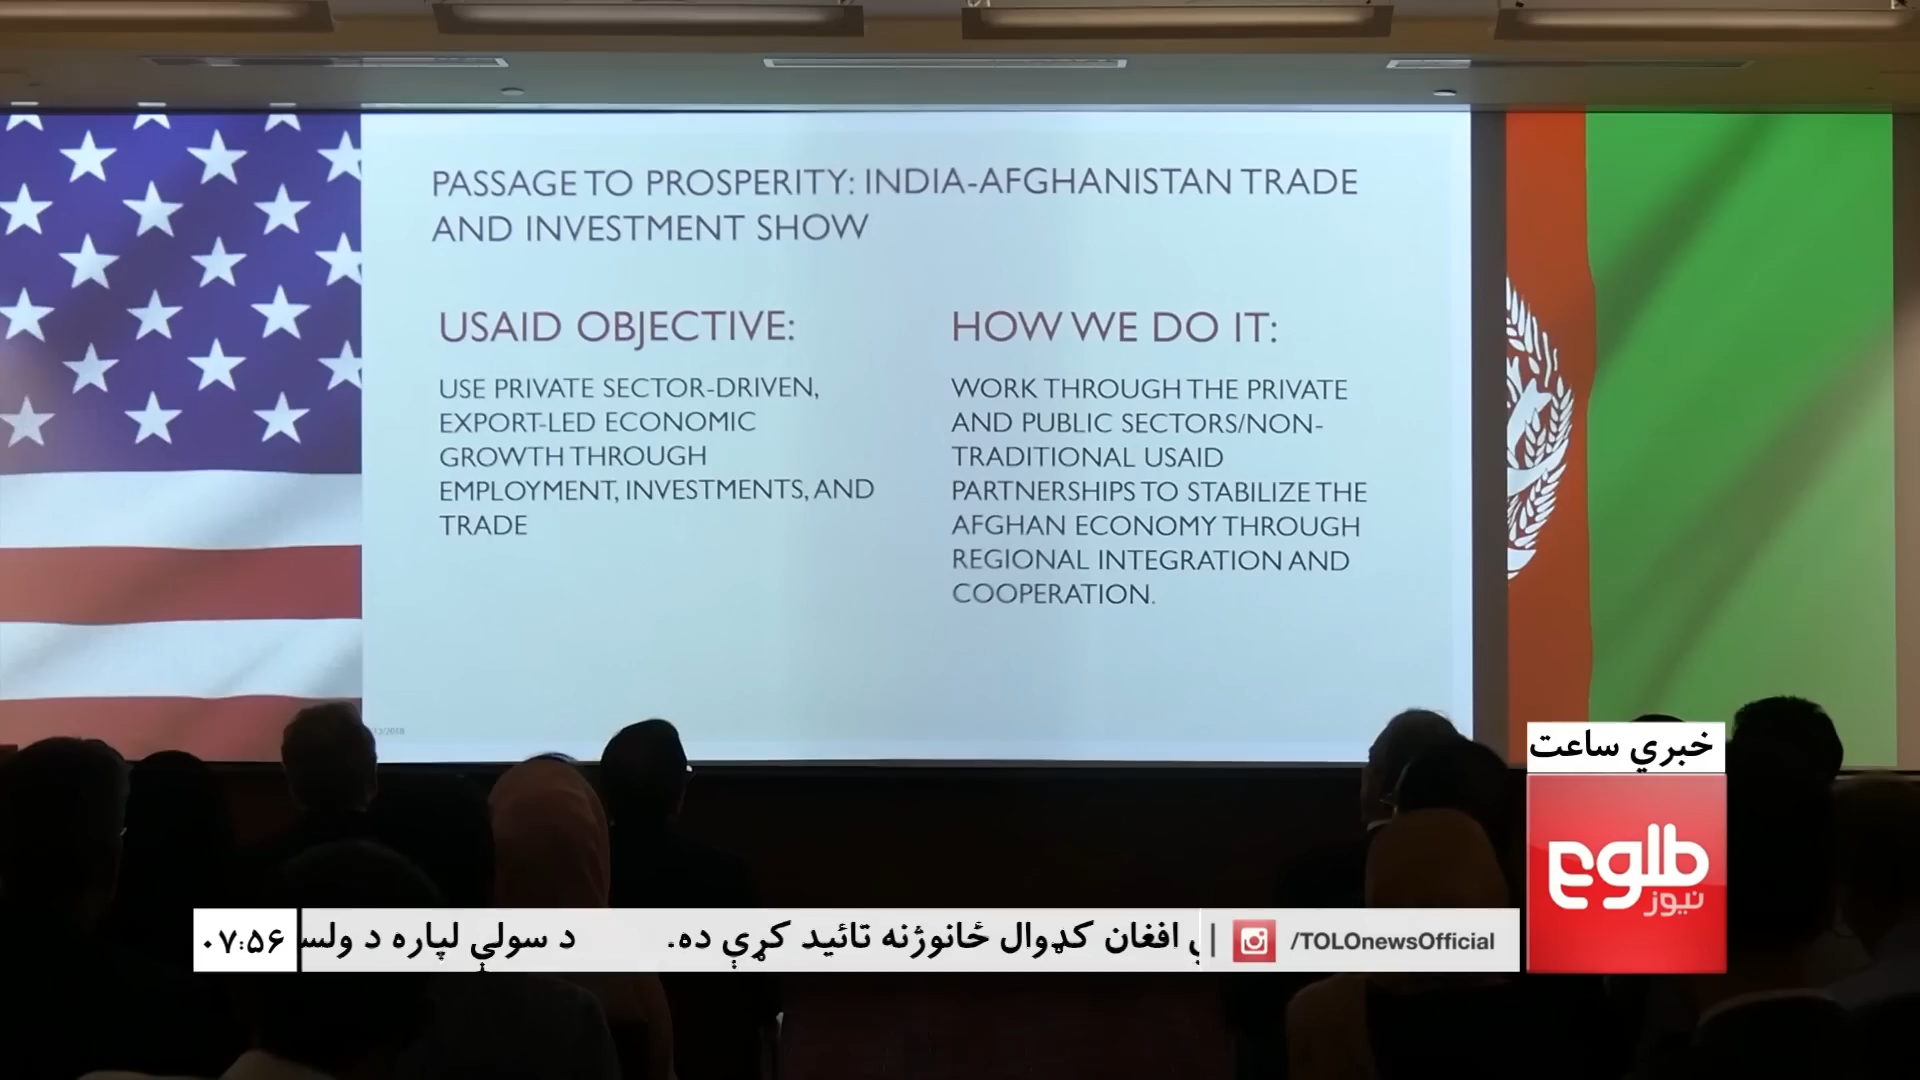 PASSAGE TO PROSPERITY: INDIA-AFGHANISTAN TRADE
AND INVESTMENT SHOW
USAID OBJECTIVE:
USE PRIVATE SECTOR-DRIVEN,
EXPORT-LED ECONOMIC
GROWTH THROUGH
EMPLOYMENT, INVESTMENTS, AND
TRADE
HOW WE DO IT:
WORK THROUGH THE PRIVATE
AND PUBLIC SECTORS/NON-
TRADITIONAL USAID
PARTNERSHIPS TO STABILIZE THE
AFGHAN ECONOMY THROUGH
REGIONAL INTEGRATION AND
COOPERATION.
خبري ساعت
طلوع
نیوز
/TOLOnewsOfficial
افغان کډوال ځانوژنه تائيد کړې ده. د سولې لپاره د
۰۷:۵۶